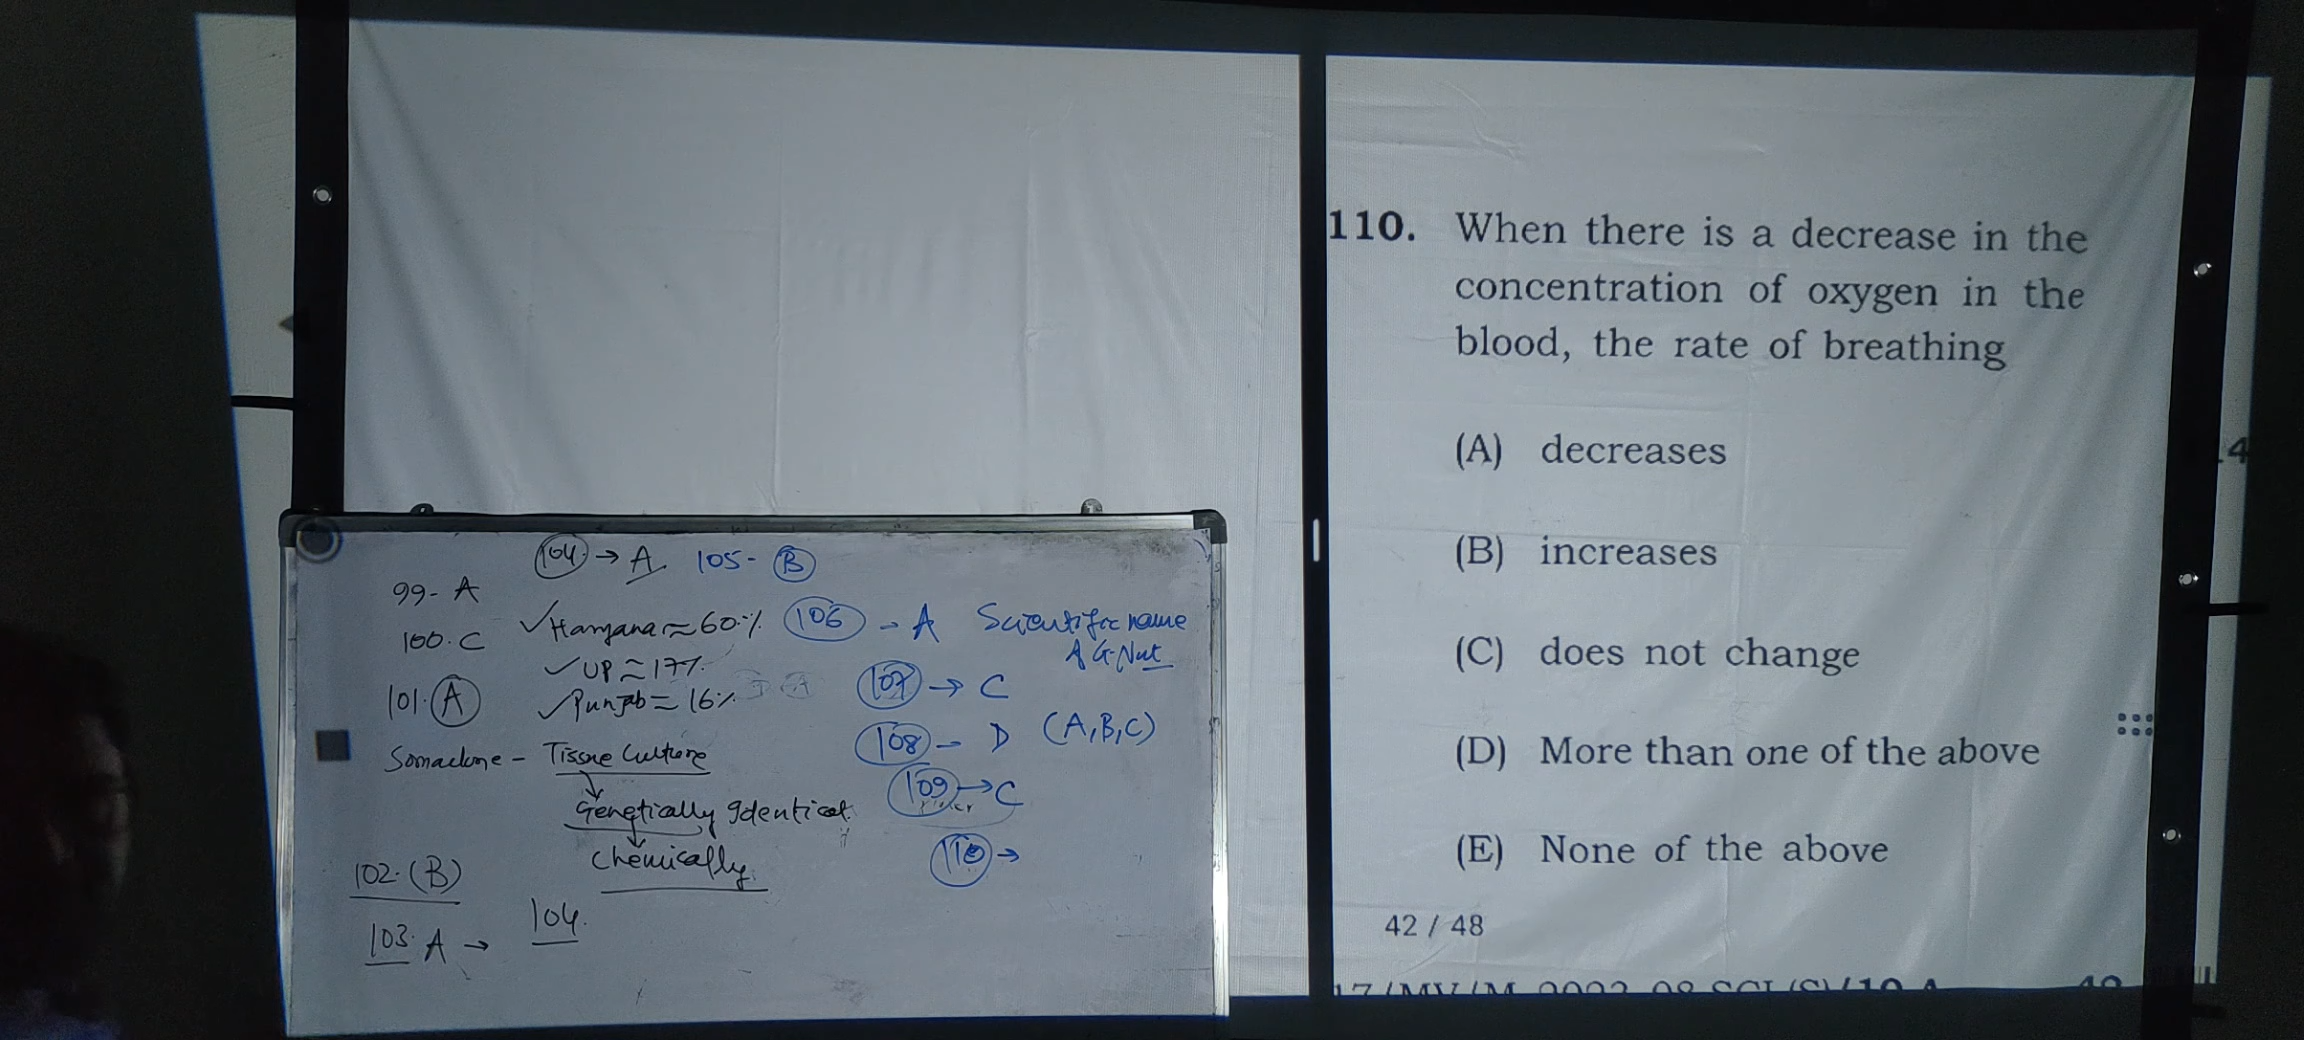 110. When there is a decrease in the
concentration of oxygen in the
blood, the rate of breathing
(A) decreases
(B) increases
(C) does not change
(D) More than one of the above
(E) None of the above
42 / 48
104 → A 105- B
99- A
100. C
101. A
✓ Haryana ≈ 60%
✓ UP ≈ 17%
✓ Punjab = 16%
106 - A Scientific name
G.Nut
107 → C
108 - D (A,B,C)
109 → C
110 →
Somaclone - Tissue Culture
Genetically Identical
Chemically
102. (B)
103. A →
104.